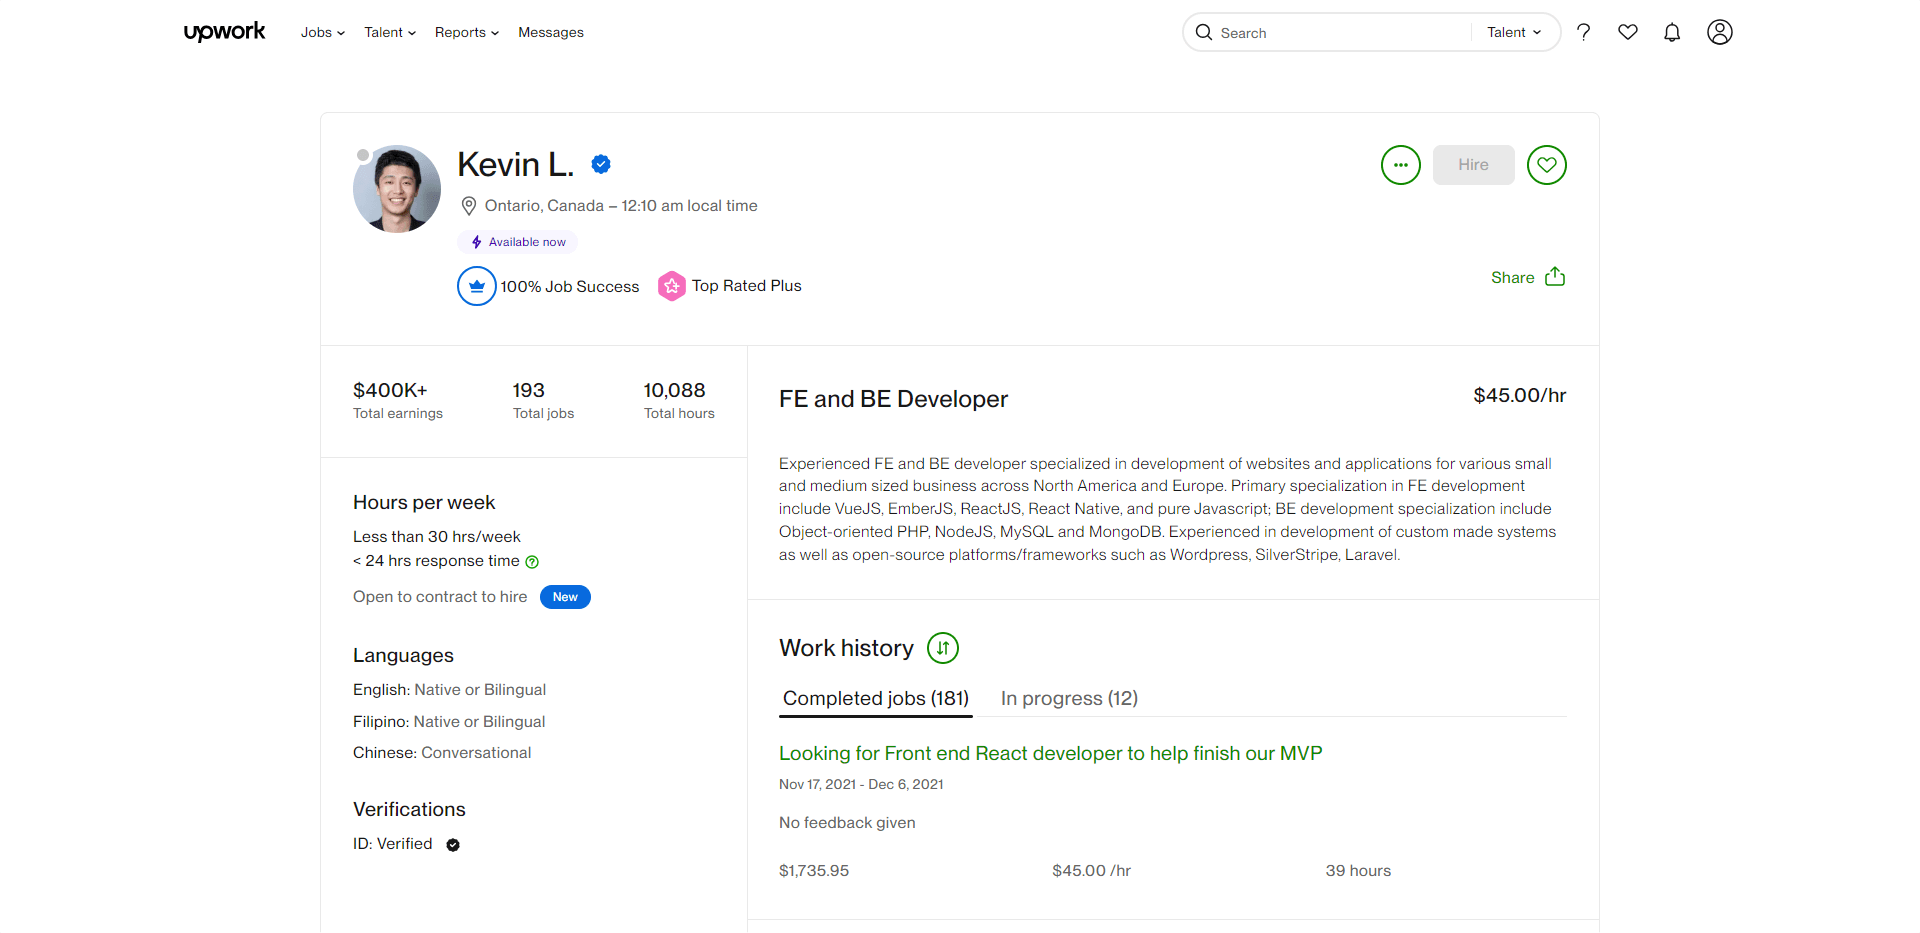 upwork
Jobs Talent Reports Messages
Search Talent
Kevin L.
Ontario, Canada – 12:10 am local time
Available now
100% Job Success Top Rated Plus
Hire
Share
$400K+ 193 10,088
Total earnings Total jobs Total hours
Hours per week
Less than 30 hrs/week
< 24 hrs response time
Open to contract to hire New
Languages
English: Native or Bilingual
Filipino: Native or Bilingual
Chinese: Conversational
Verifications
ID: Verified
FE and BE Developer $45.00/hr
Experienced FE and BE developer specialized in development of websites and applications for various small
and medium sized business across North America and Europe. Primary specialization in FE development
include VueJS, EmberJS, ReactJS, React Native, and pure Javascript; BE development specialization include
Object-oriented PHP, NodeJS, MySQL and MongoDB. Experienced in development of custom made systems
as well as open-source platforms/frameworks such as Wordpress, SilverStripe, Laravel.
Work history
Completed jobs (181) In progress (12)
Looking for Front end React developer to help finish our MVP
Nov 17, 2021 - Dec 6, 2021
No feedback given
$1,735.95 $45.00 /hr 39 hours